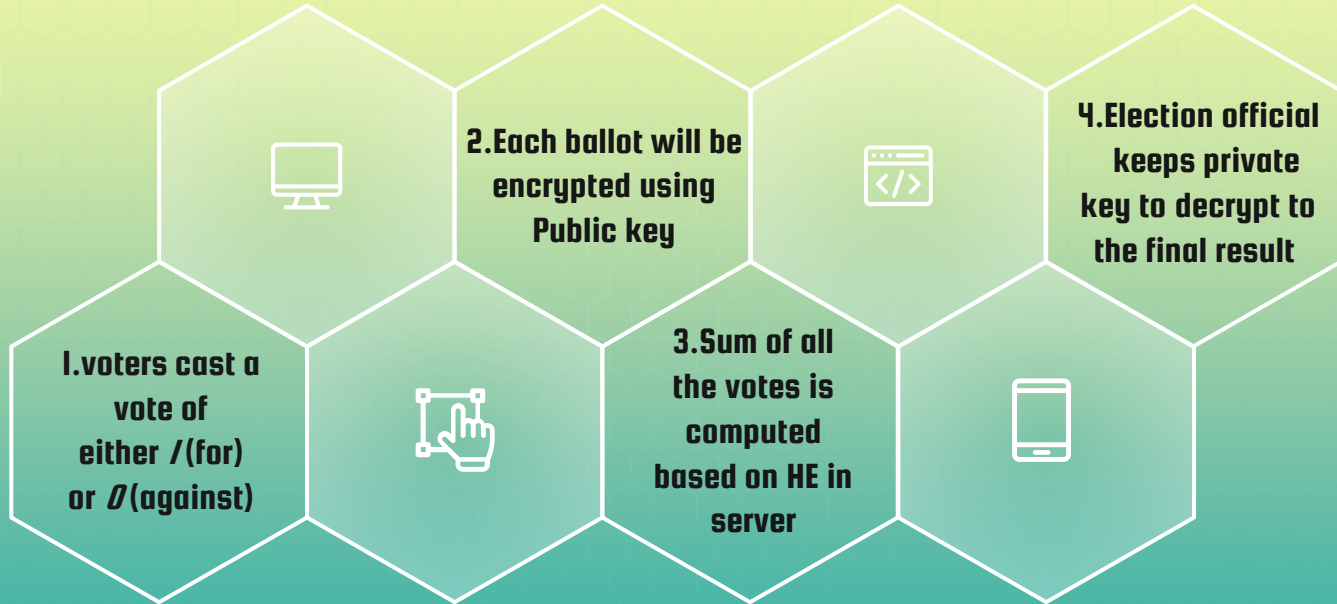 1.voters cast a
vote of
either 1(for)
or 0(against)
2.Each ballot will be
encrypted using
Public key
3.Sum of all
the votes is
computed
based on HE in
server
4.Election official
keeps private
key to decrypt to
the final result